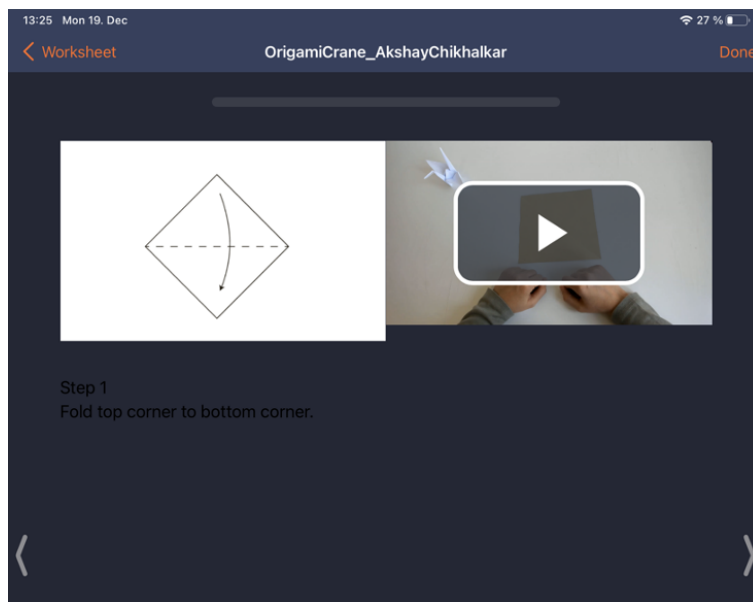 13:25 Mon 19. Dec 27 %
Worksheet OrigamiCrane_AkshayChikhalkar Done
Step 1
Fold top corner to bottom corner.